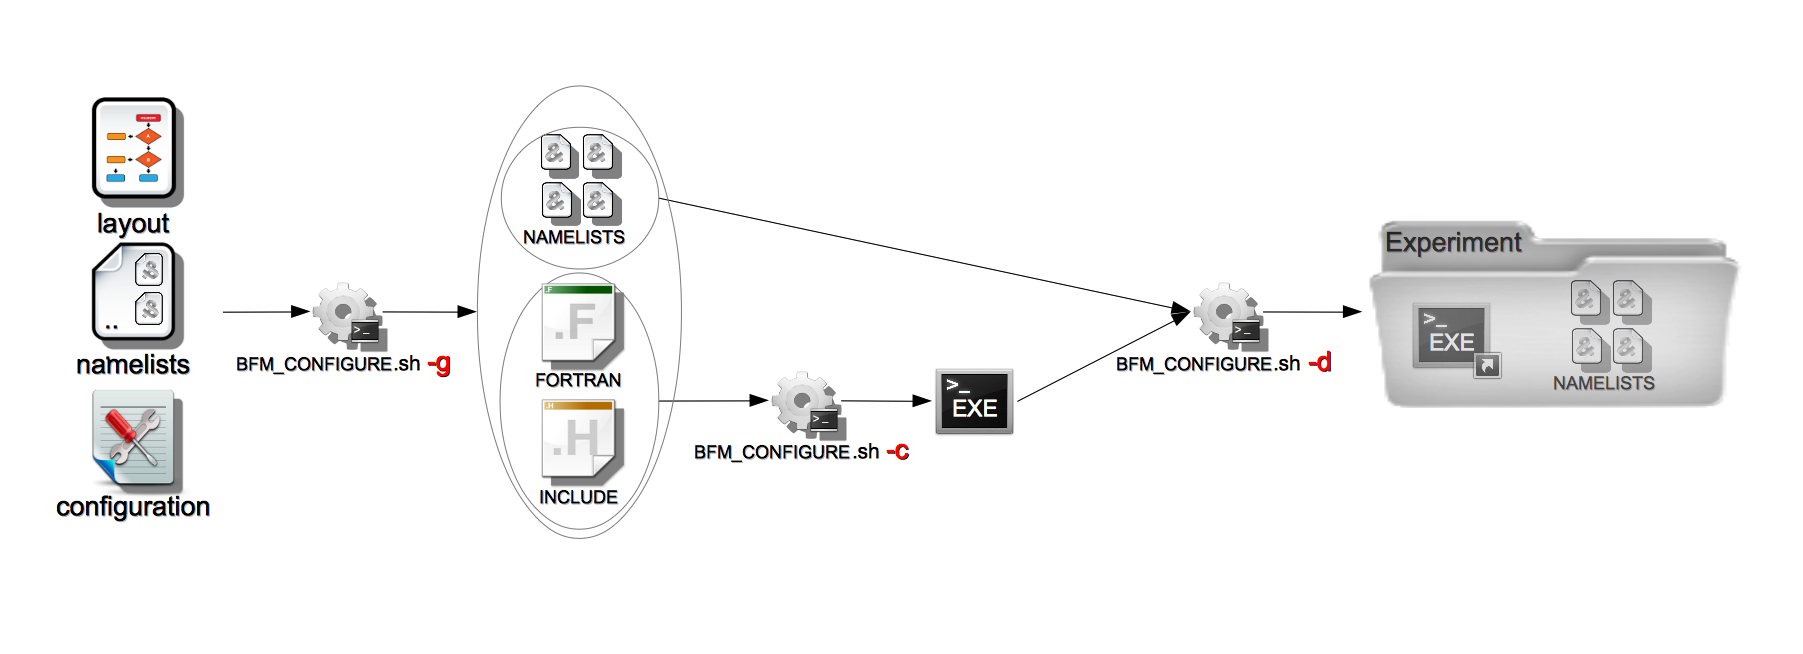 layout
namelists
configuration
BFM_CONFIGURE.sh -g
&
&
&
&
NAMELISTS
.F
.F
FORTRAN
.H
.H
INCLUDE
BFM_CONFIGURE.sh -c
>_
EXE
BFM_CONFIGURE.sh -d
Experiment
>_
EXE
&
&
&
&
NAMELISTS